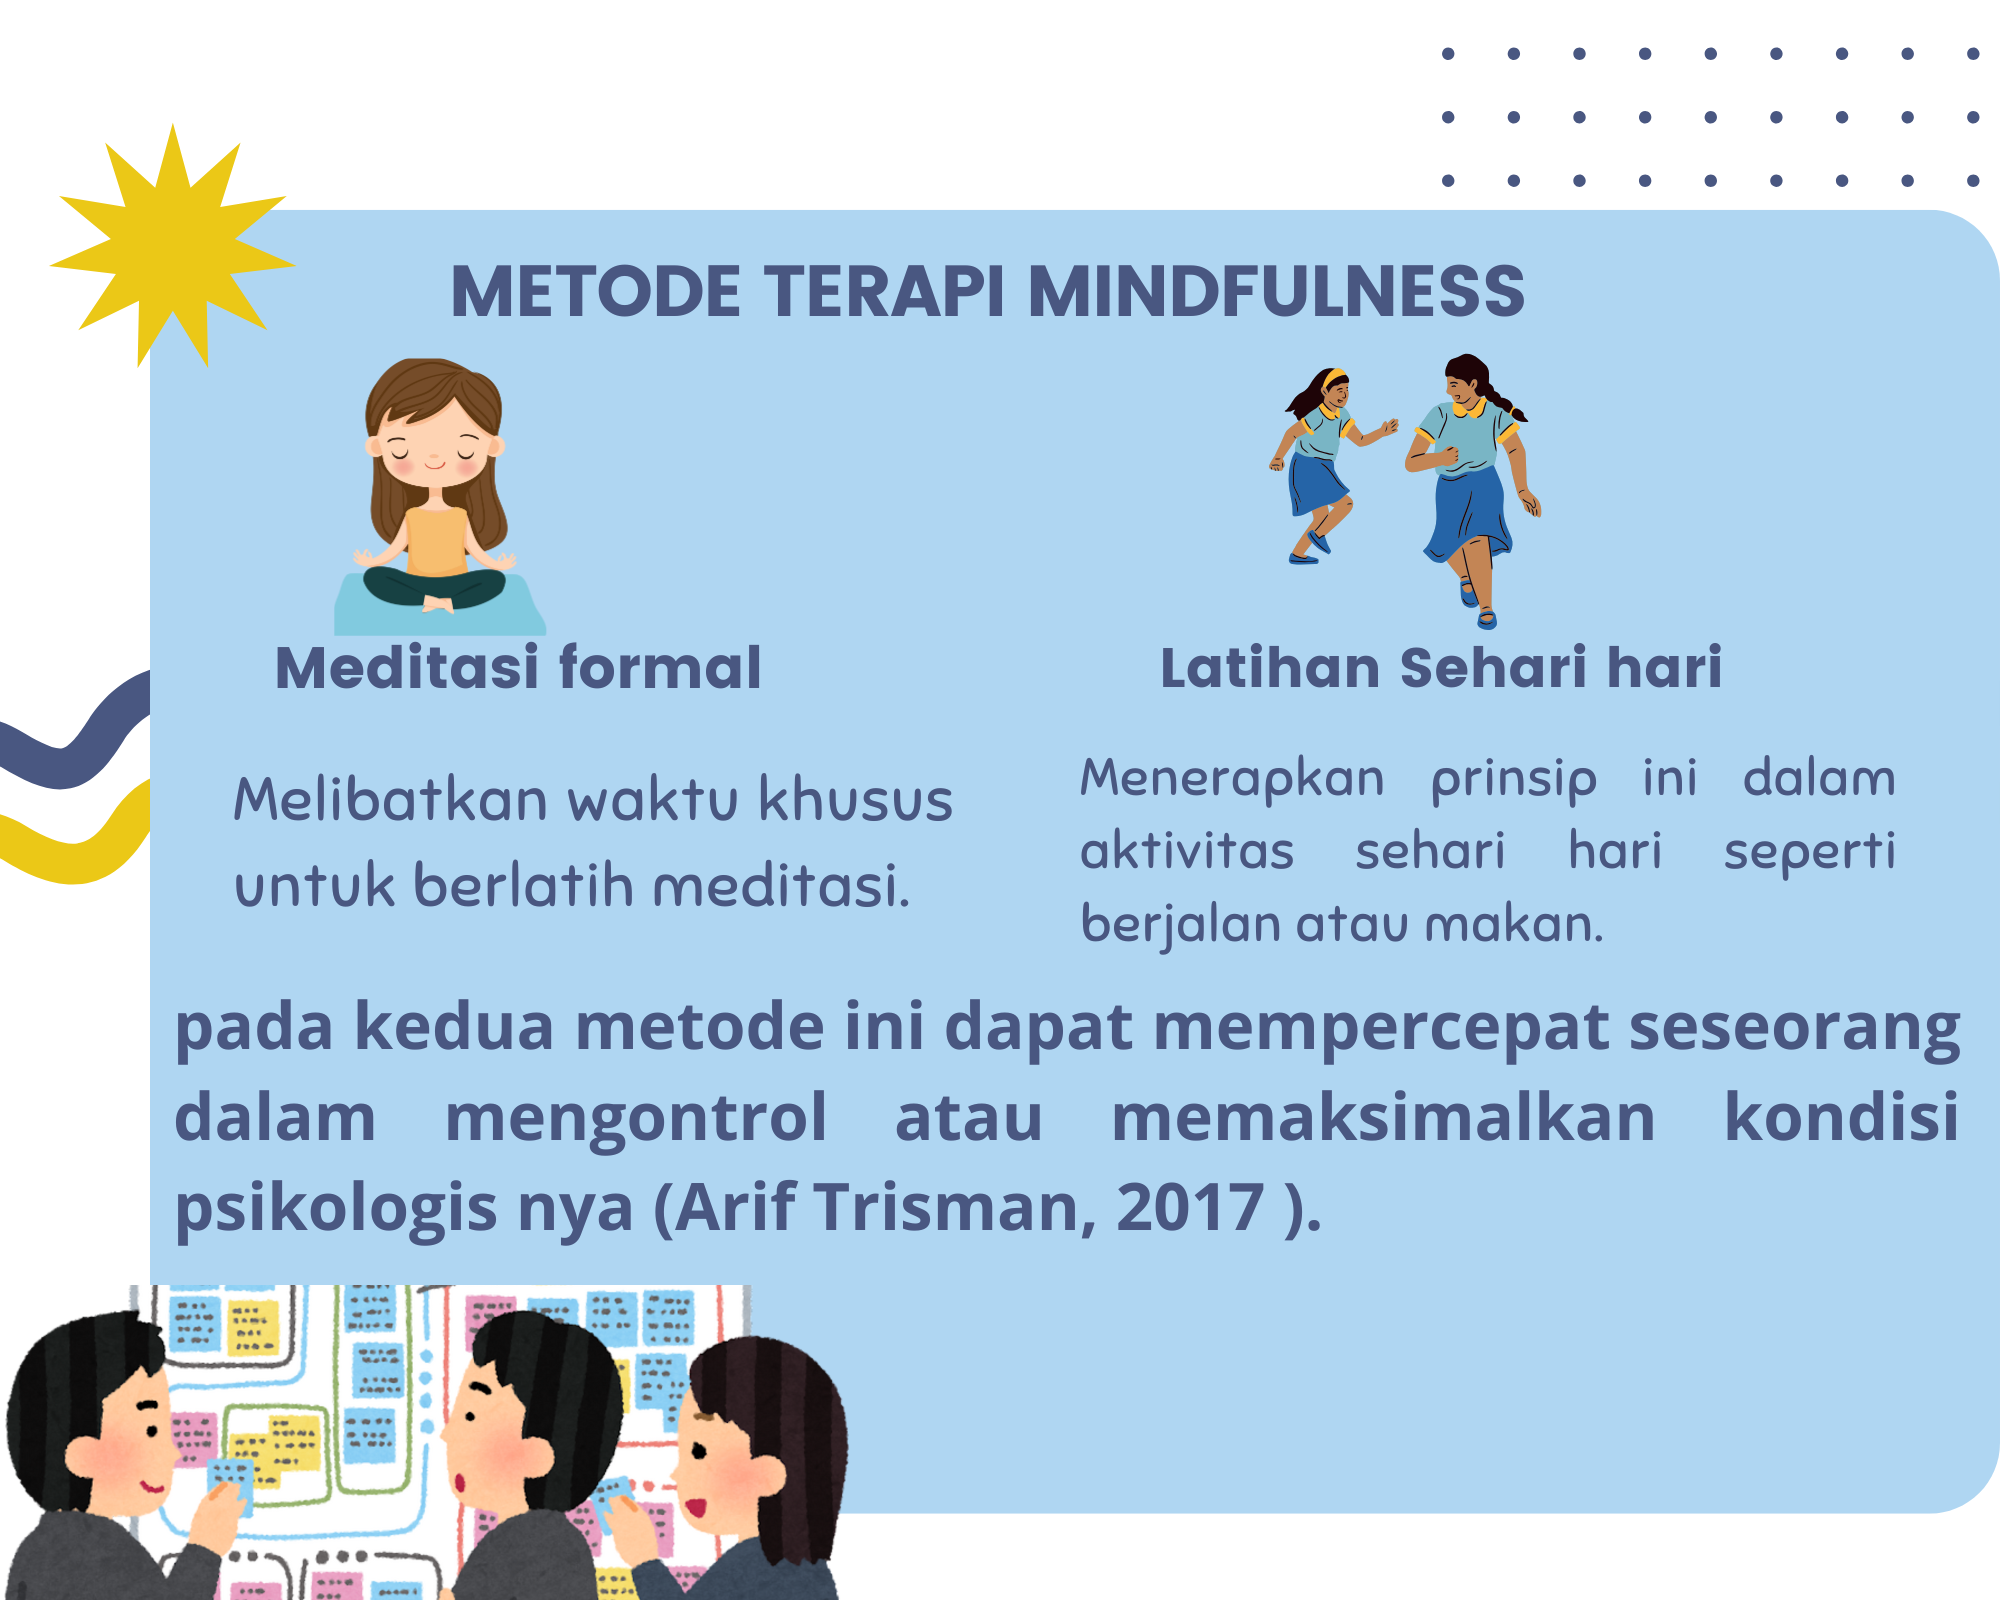 METODE TERAPI MINDFULNESS
Meditasi formal
Melibatkan waktu khusus
untuk berlatih meditasi.
Latihan Sehari hari
Menerapkan prinsip ini dalam
aktivitas sehari hari seperti
berjalan atau makan.
pada kedua metode ini dapat mempercepat seseorang
dalam mengontrol atau memaksimalkan kondisi
psikologis nya (Arif Trisman, 2017 ).